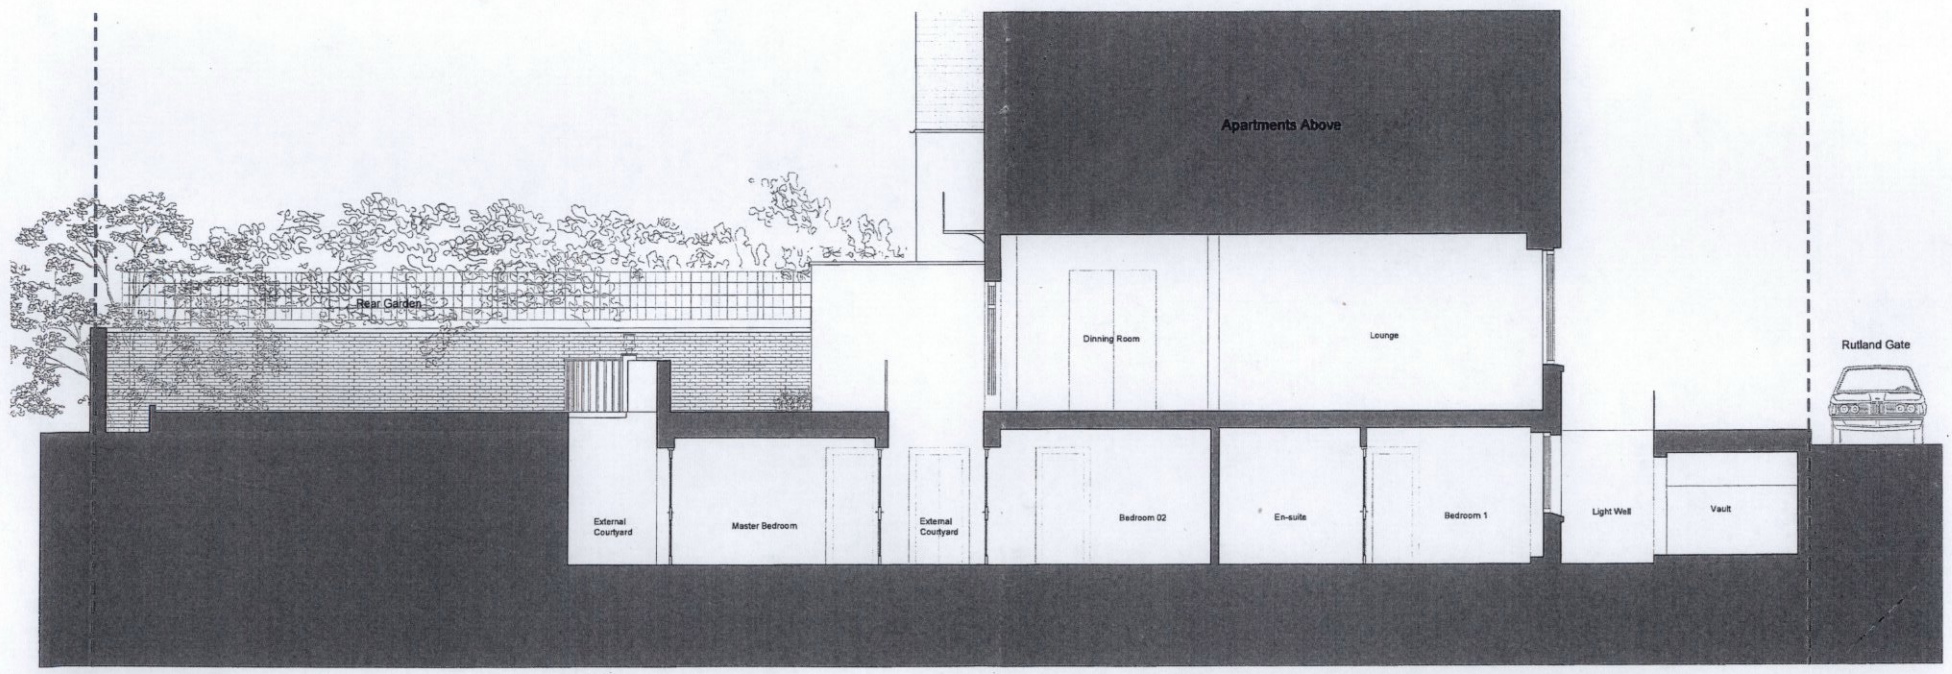 Apartments Above
Rear Garden
Dinning Room
Lounge
Rutland Gate
External
Courtyard
Master Bedroom
External
Courtyard
Bedroom 02
En-suite
Bedroom 1
Light Well
Vault